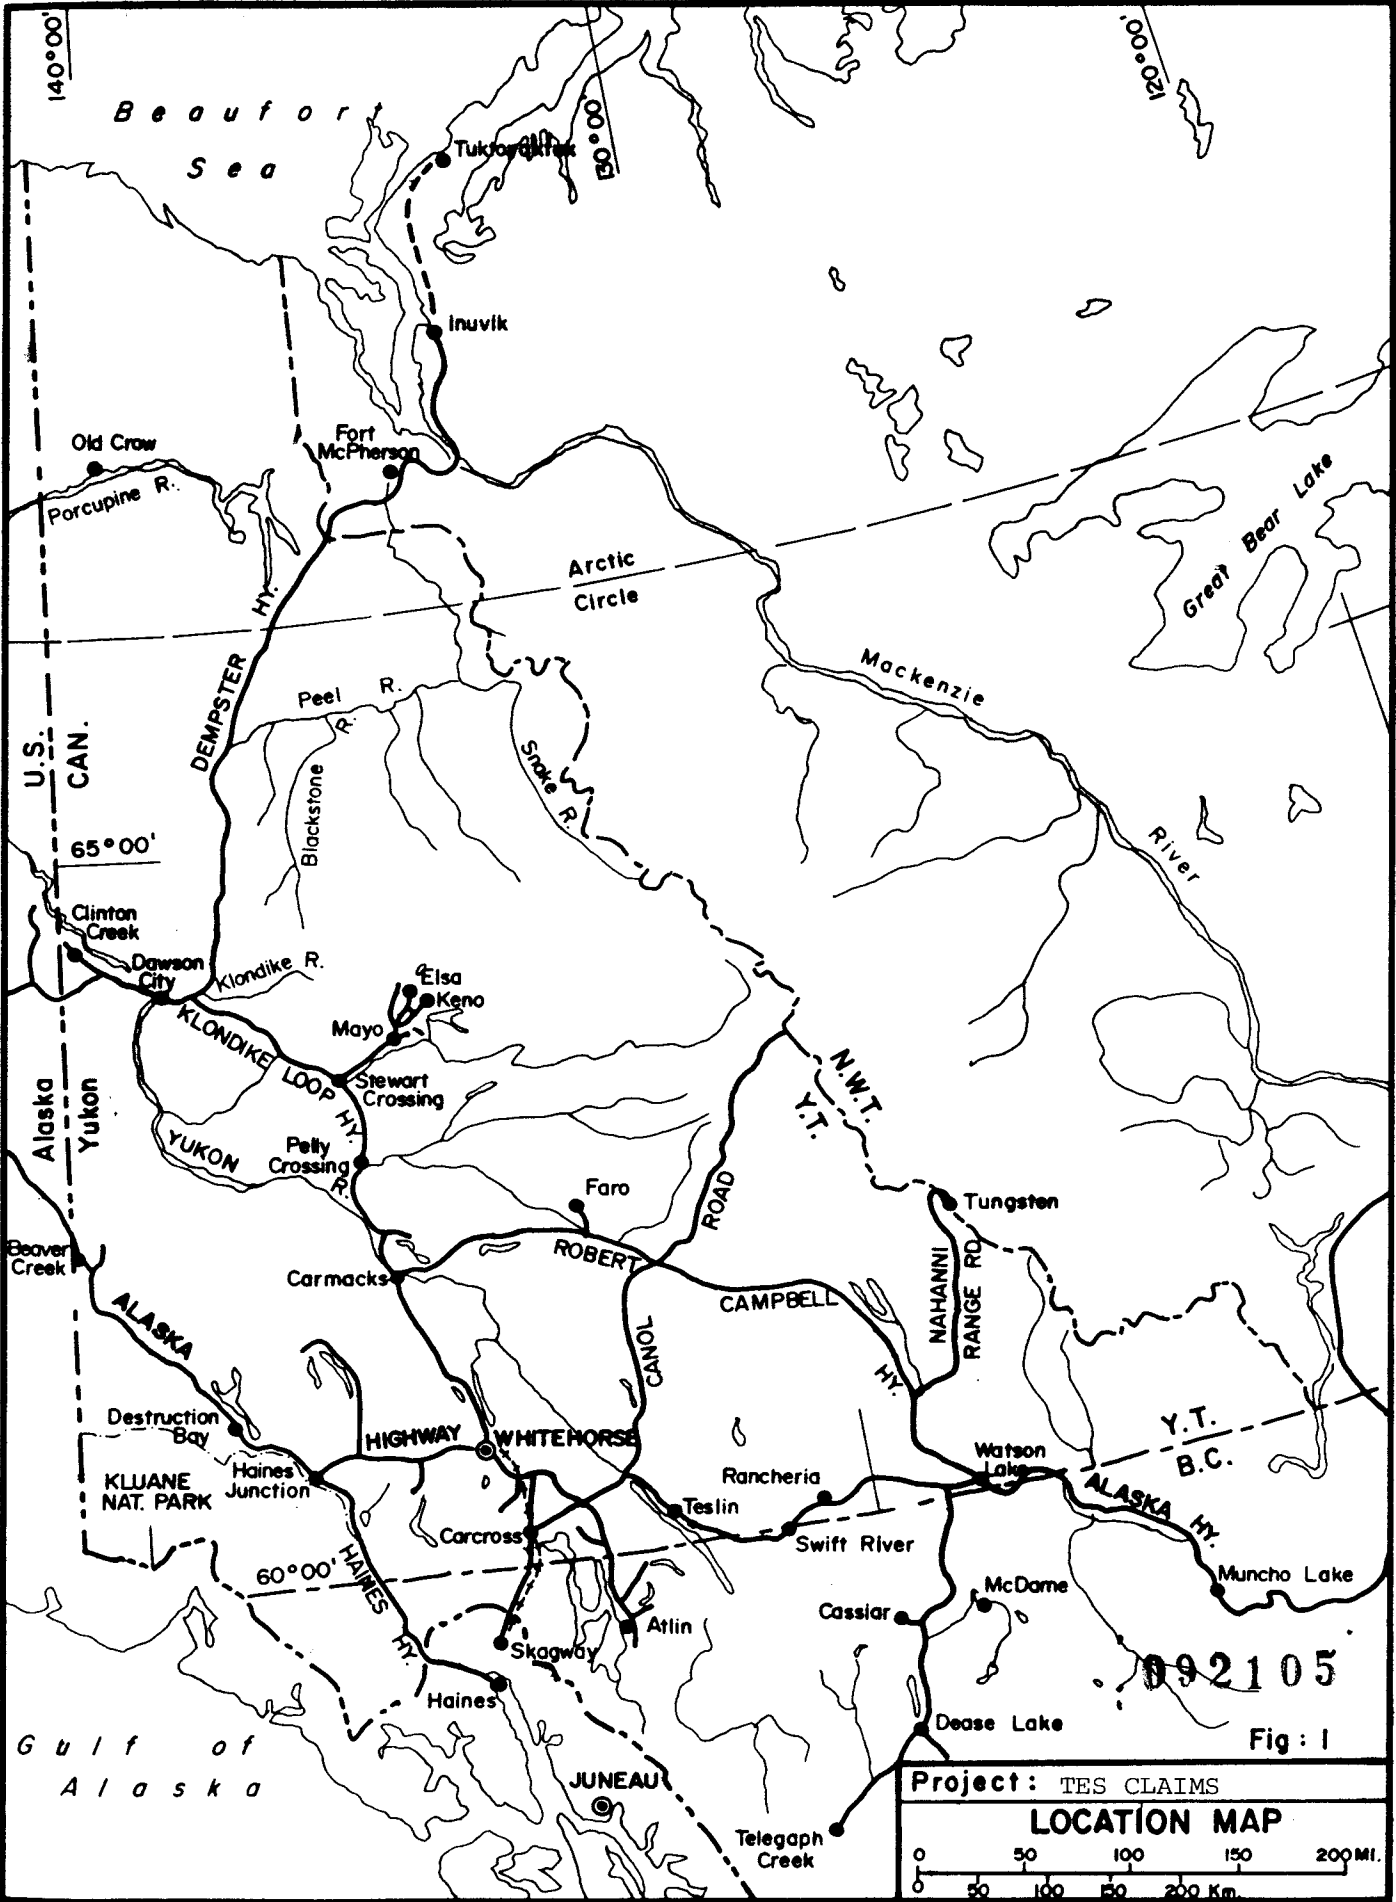 140°00'
130°00'
120°00'
Beaufort
Sea
Tuktoyaktuk
Inuvik
Fort
McPherson
Old Crow
Porcupine R.
Great Bear Lake
Arctic
Circle
DEMPSTER HY.
Peel R.
Mackenzie
River
Snake R.
Blackstone R.
U.S.
CAN.
65°00'
Clinton
Creek
Dawson
City
Klondike R.
Elsa
Keno
Mayo
KLONDIKE LOOP HY.
Stewart
Crossing
Alaska
Yukon
YUKON R.
Pelly
Crossing
N.W.T.
Y.T.
Faro
ROAD
Tungsten
Beaver
Creek
ROBERT CAMPBELL HY.
Carmacks
NAHANNI
RANGE RD.
ALASKA
CANOL
Destruction
Bay
HIGHWAY
WHITEHORSE
Y.T.
B.C.
KLUANE
NAT. PARK
Haines
Junction
Rancheria
Watson
Lake
ALASKA HY.
Teslin
Carcross
Swift River
60°00'
HAINES HY.
Muncho Lake
McDame
Cassiar
Atlin
Skagway
Haines
092105
Dease Lake
Fig : 1
Gulf of
Alaska
JUNEAU
Telegaph
Creek
Project: TES CLAIMS
LOCATION MAP
0 50 100 150 200 MI.
0 50 100 150 200 Km.